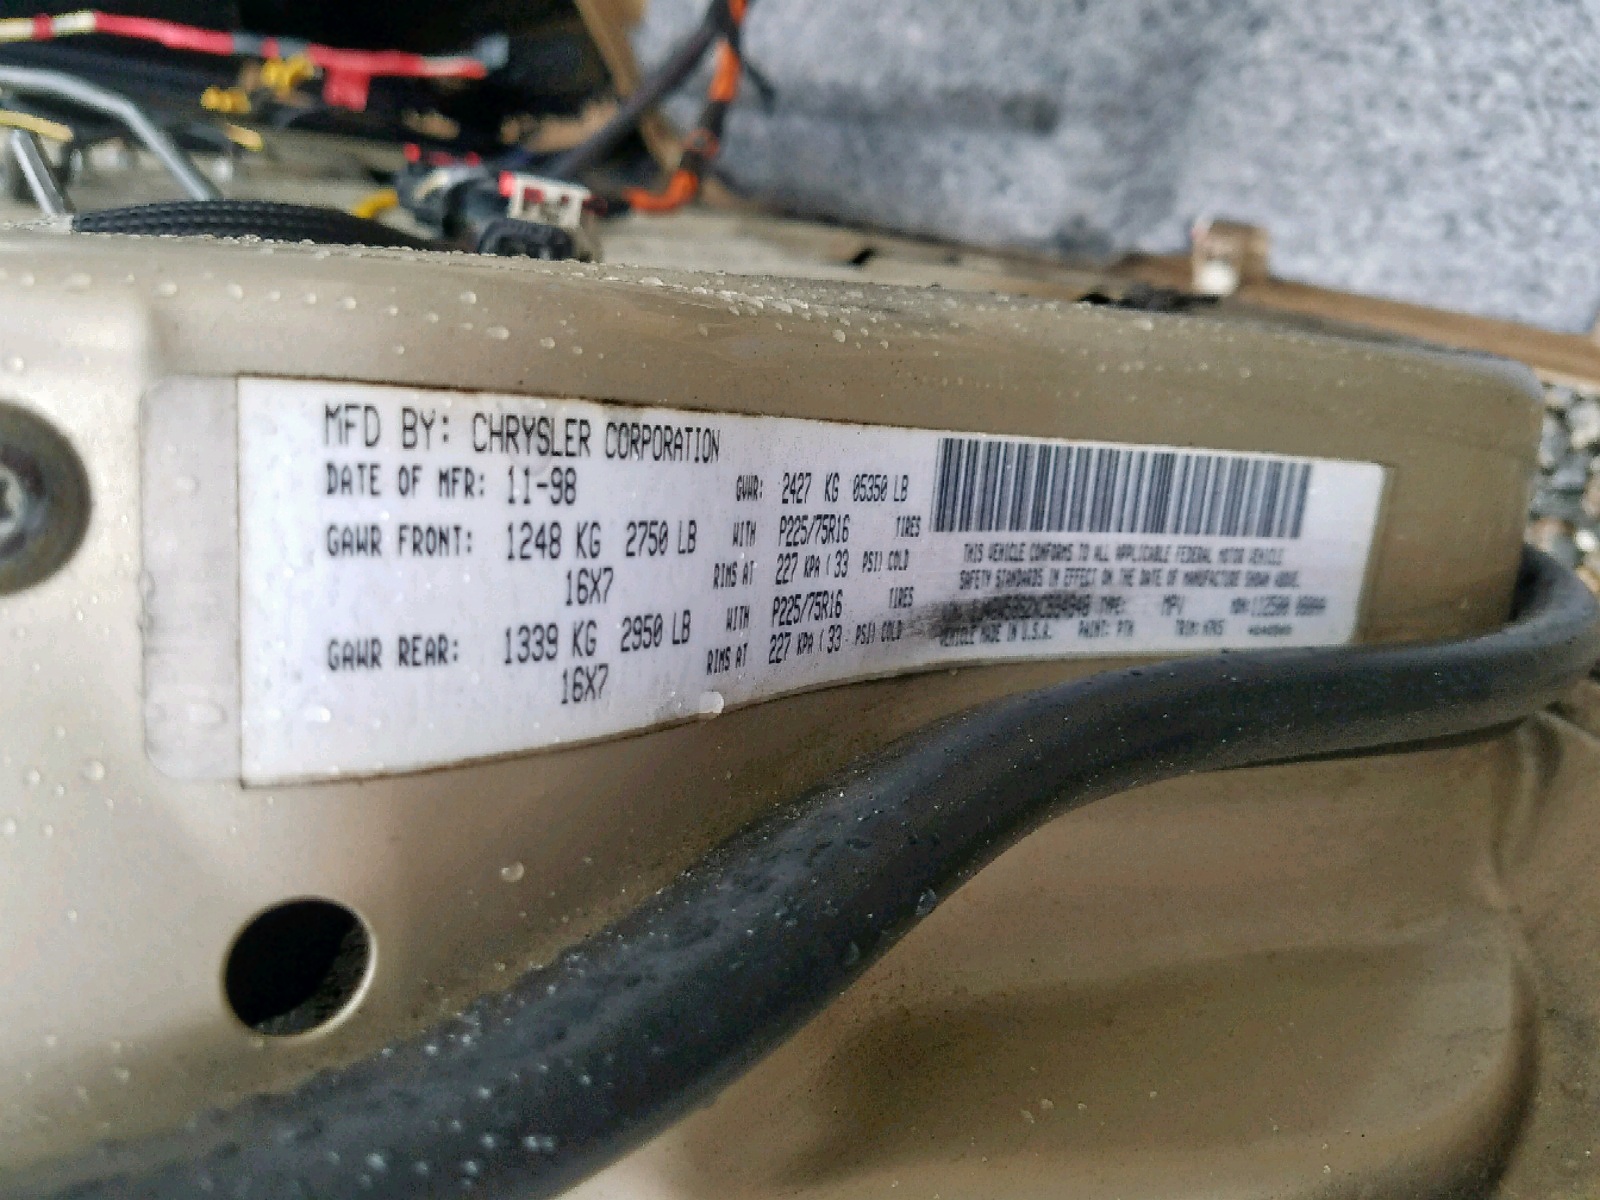 MFD BY: CHRYSLER CORPORATION
DATE OF MFR: 11-98 GVWR: 2427 KG 05350 LB
GAWR FRONT: 1248 KG 2750 LB WITH P225/75R16 TIRES
16X7 RIMS AT 227 KPA ( 33 PSI) COLD
GAWR REAR: 1339 KG 2950 LB WITH P225/75R16 TIRES
16X7 RIMS AT 227 KPA ( 33 PSI) COLD
THIS VEHICLE CONFORMS TO ALL APPLICABLE FEDERAL MOTOR VEHICLE
SAFETY STANDARDS IN EFFECT ON THE DATE OF MANUFACTURE SHOWN ABOVE.
TYPE: MPV MDH: 112500
VEHICLE MADE IN U.S.A. PAINT: TRIM: